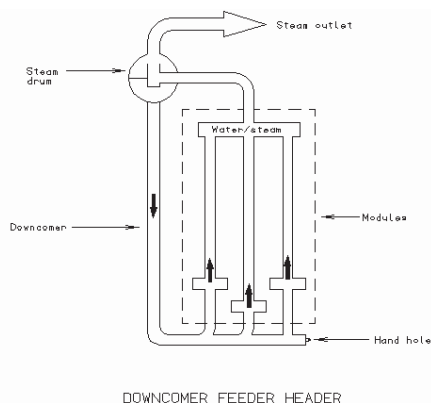 Steam outlet
Steam
drum
Water/steam
Downcomer
Modules
Hand hole
DOWNCOMER FEEDER HEADER